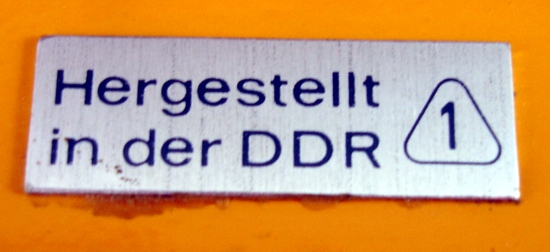 Hergestellt
in der DDR 1